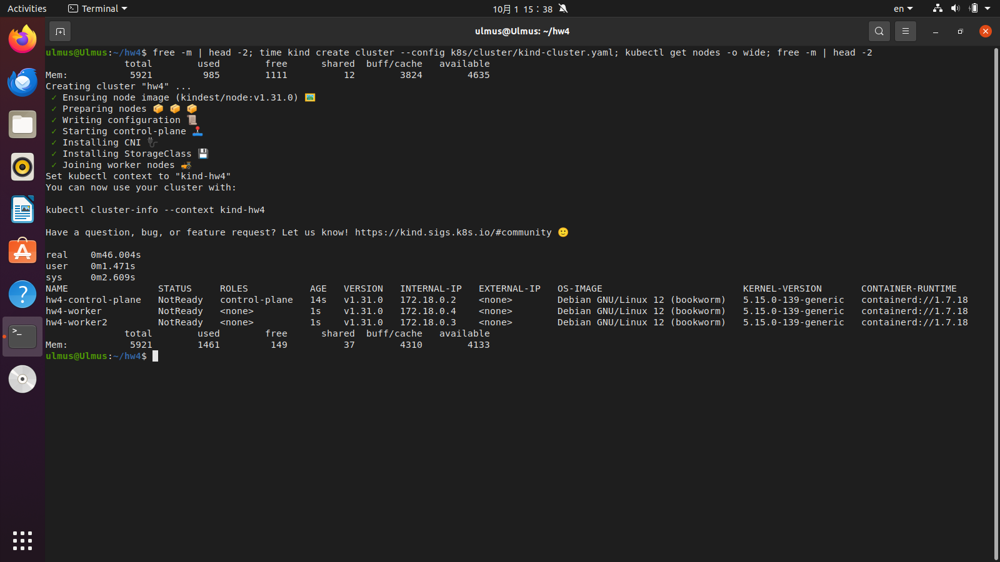 Activities Terminal 10月 1 15：38 en
ulmus@Ulmus: ~/hw4
ulmus@Ulmus:~/hw4$ free -m | head -2; time kind create cluster --config k8s/cluster/kind-cluster.yaml; kubectl get nodes -o wide; free -m | head -2
              total        used        free      shared  buff/cache   available
Mem:           5921         985        1111          12        3824        4635
Creating cluster "hw4" ...
 ✓ Ensuring node image (kindest/node:v1.31.0) 🖼
 ✓ Preparing nodes 📦 📦 📦
 ✓ Writing configuration 📜
 ✓ Starting control-plane 🕹️
 ✓ Installing CNI 🔌
 ✓ Installing StorageClass 💾
 ✓ Joining worker nodes 🚜
Set kubectl context to "kind-hw4"
You can now use your cluster with:
kubectl cluster-info --context kind-hw4
Have a question, bug, or feature request? Let us know! https://kind.sigs.k8s.io/#community 🙂
real    0m46.004s
user    0m1.471s
sys     0m2.609s
NAME                STATUS     ROLES           AGE   VERSION   INTERNAL-IP   EXTERNAL-IP   OS-IMAGE                         KERNEL-VERSION       CONTAINER-RUNTIME
hw4-control-plane   NotReady   control-plane   14s   v1.31.0   172.18.0.2    <none>        Debian GNU/Linux 12 (bookworm)   5.15.0-139-generic   containerd://1.7.18
hw4-worker          NotReady   <none>          1s    v1.31.0   172.18.0.4    <none>        Debian GNU/Linux 12 (bookworm)   5.15.0-139-generic   containerd://1.7.18
hw4-worker2         NotReady   <none>          1s    v1.31.0   172.18.0.3    <none>        Debian GNU/Linux 12 (bookworm)   5.15.0-139-generic   containerd://1.7.18
              total        used        free      shared  buff/cache   available
Mem:           5921        1461         149          37        4310        4133
ulmus@Ulmus:~/hw4$